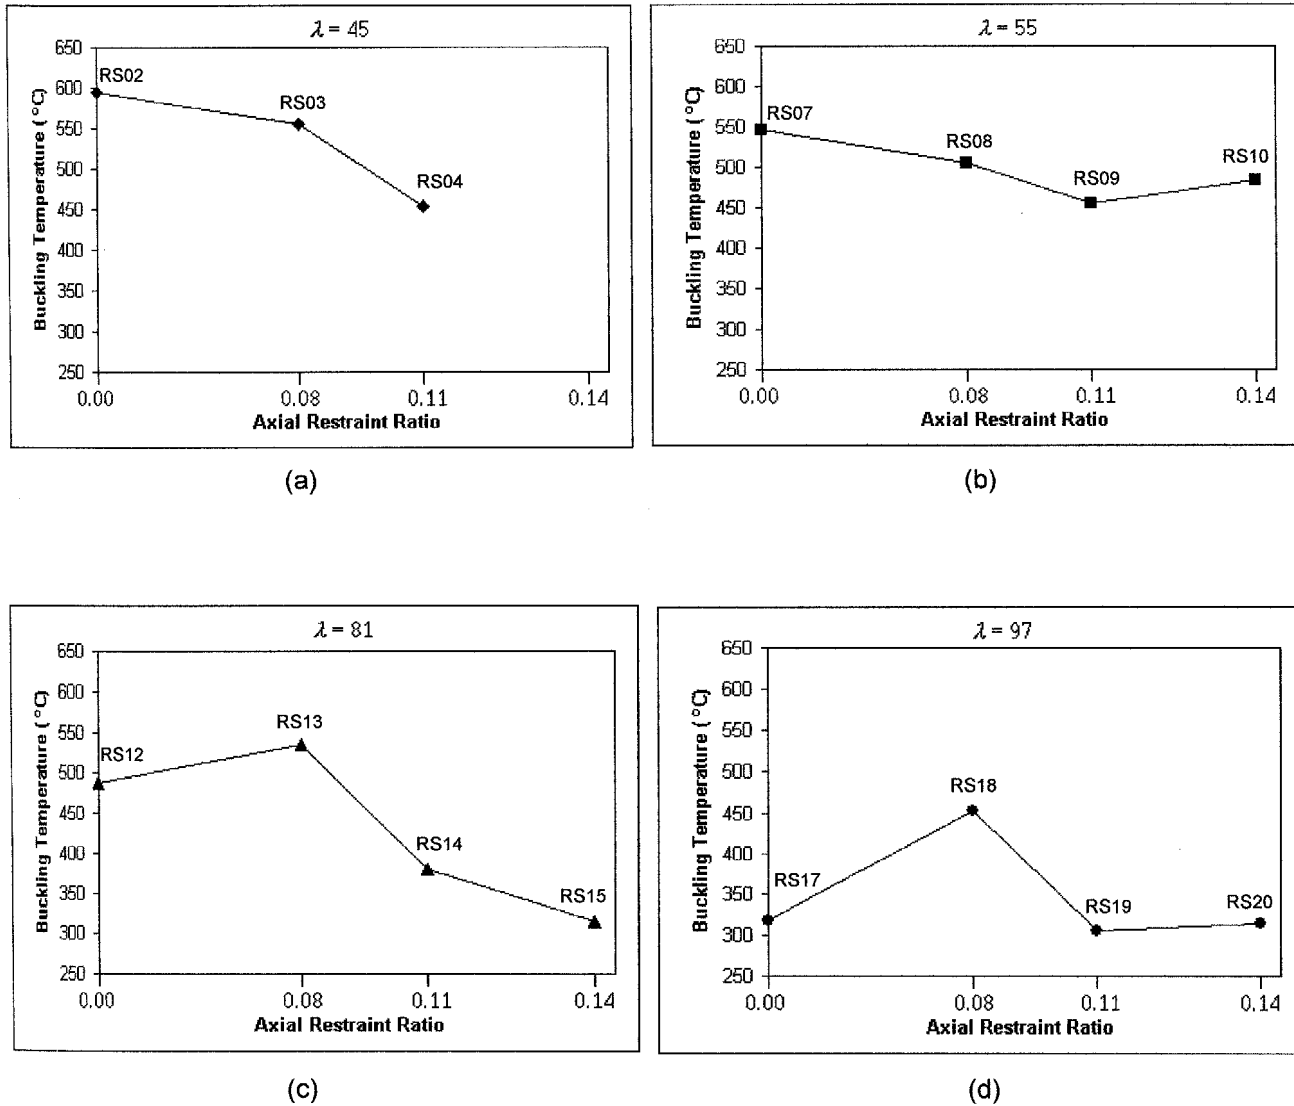 λ = 45
650
600
550
500
450
400
350
300
250
Buckling Temperature (°C)
RS02
RS03
RS04
0.00 0.08 0.11 0.14
Axial Restraint Ratio
(a)
λ = 55
650
600
550
500
450
400
350
300
250
Buckling Temperature (°C)
RS07
RS08
RS09
RS10
0.00 0.08 0.11 0.14
Axial Restraint Ratio
(b)
λ = 81
650
600
550
500
450
400
350
300
250
Buckling Temperature (°C)
RS12
RS13
RS14
RS15
0.00 0.08 0.11 0.14
Axial Restraint Ratio
(c)
λ = 97
650
600
550
500
450
400
350
300
250
Buckling Temperature (°C)
RS17
RS18
RS19
RS20
0.00 0.08 0.11 0.14
Axial Restraint Ratio
(d)